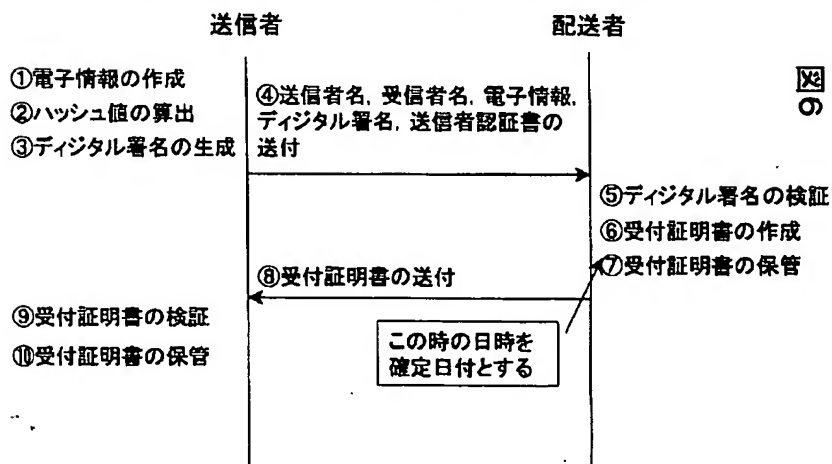 送信者
配送者
図6
①電子情報の作成
②ハッシュ値の算出
③ディジタル署名の生成
④送信者名, 受信者名, 電子情報,
ディジタル署名, 送信者認証書の
送付
⑤ディジタル署名の検証
⑥受付証明書の作成
⑦受付証明書の保管
⑧受付証明書の送付
⑨受付証明書の検証
⑩受付証明書の保管
この時の日時を
確定日付とする